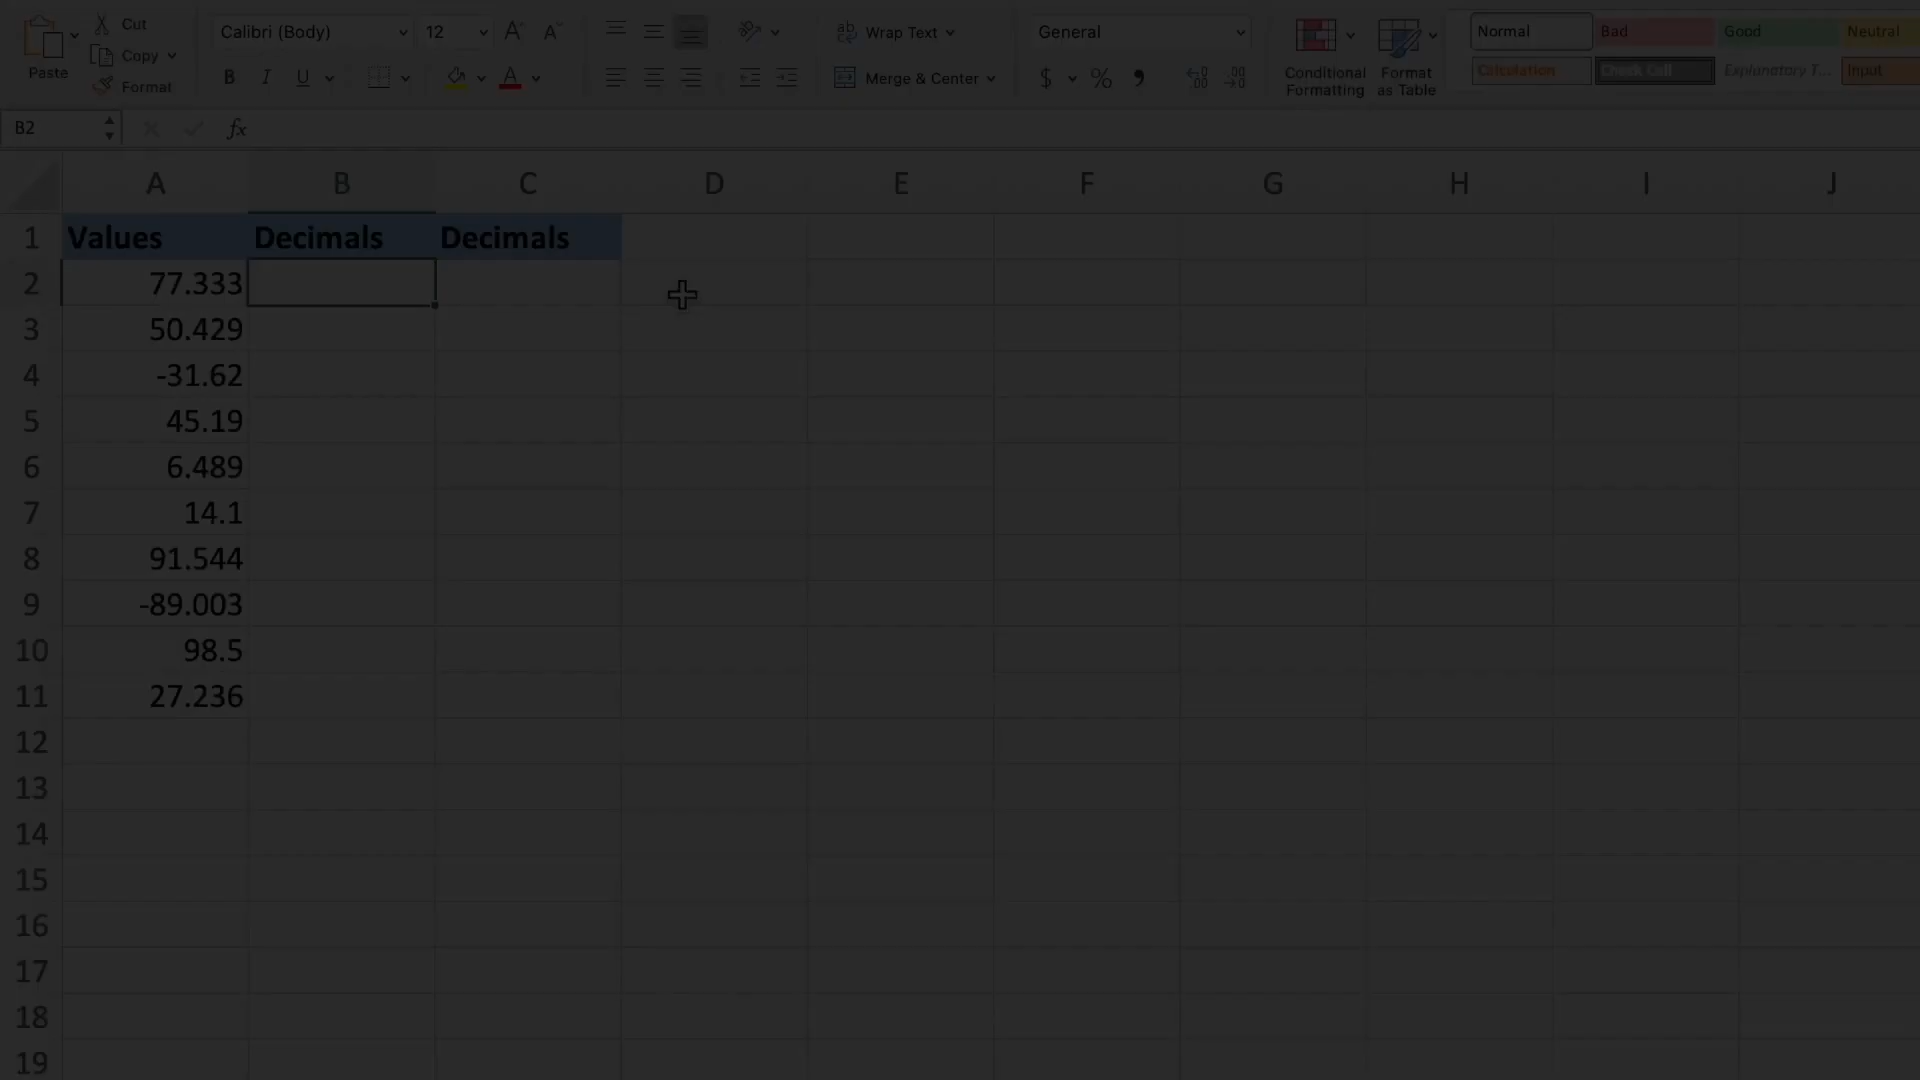 Cut
Calibri (Body) 12
Wrap Text
General
Normal Bad Good Neutral
Paste
Copy
Format
B I U A
Merge & Center
$ % 
Conditional Formatting
Format as Table
Calculation Check Cell Explanatory T... Input
B2 fx
A B C D E F G H I J
1 Values Decimals Decimals
2 77.333
3 50.429
4 -31.62
5 45.19
6 6.489
7 14.1
8 91.544
9 -89.003
10 98.5
11 27.236
12
13
14
15
16
17
18
19